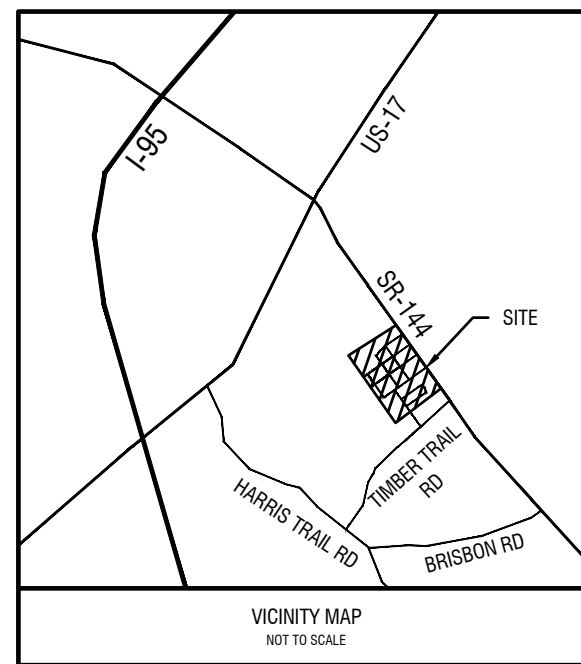 I-95
US-17
SR-144
SITE
TIMBER TRAIL
RD
HARRIS TRAIL RD
BRISBON RD
VICINITY MAP
NOT TO SCALE